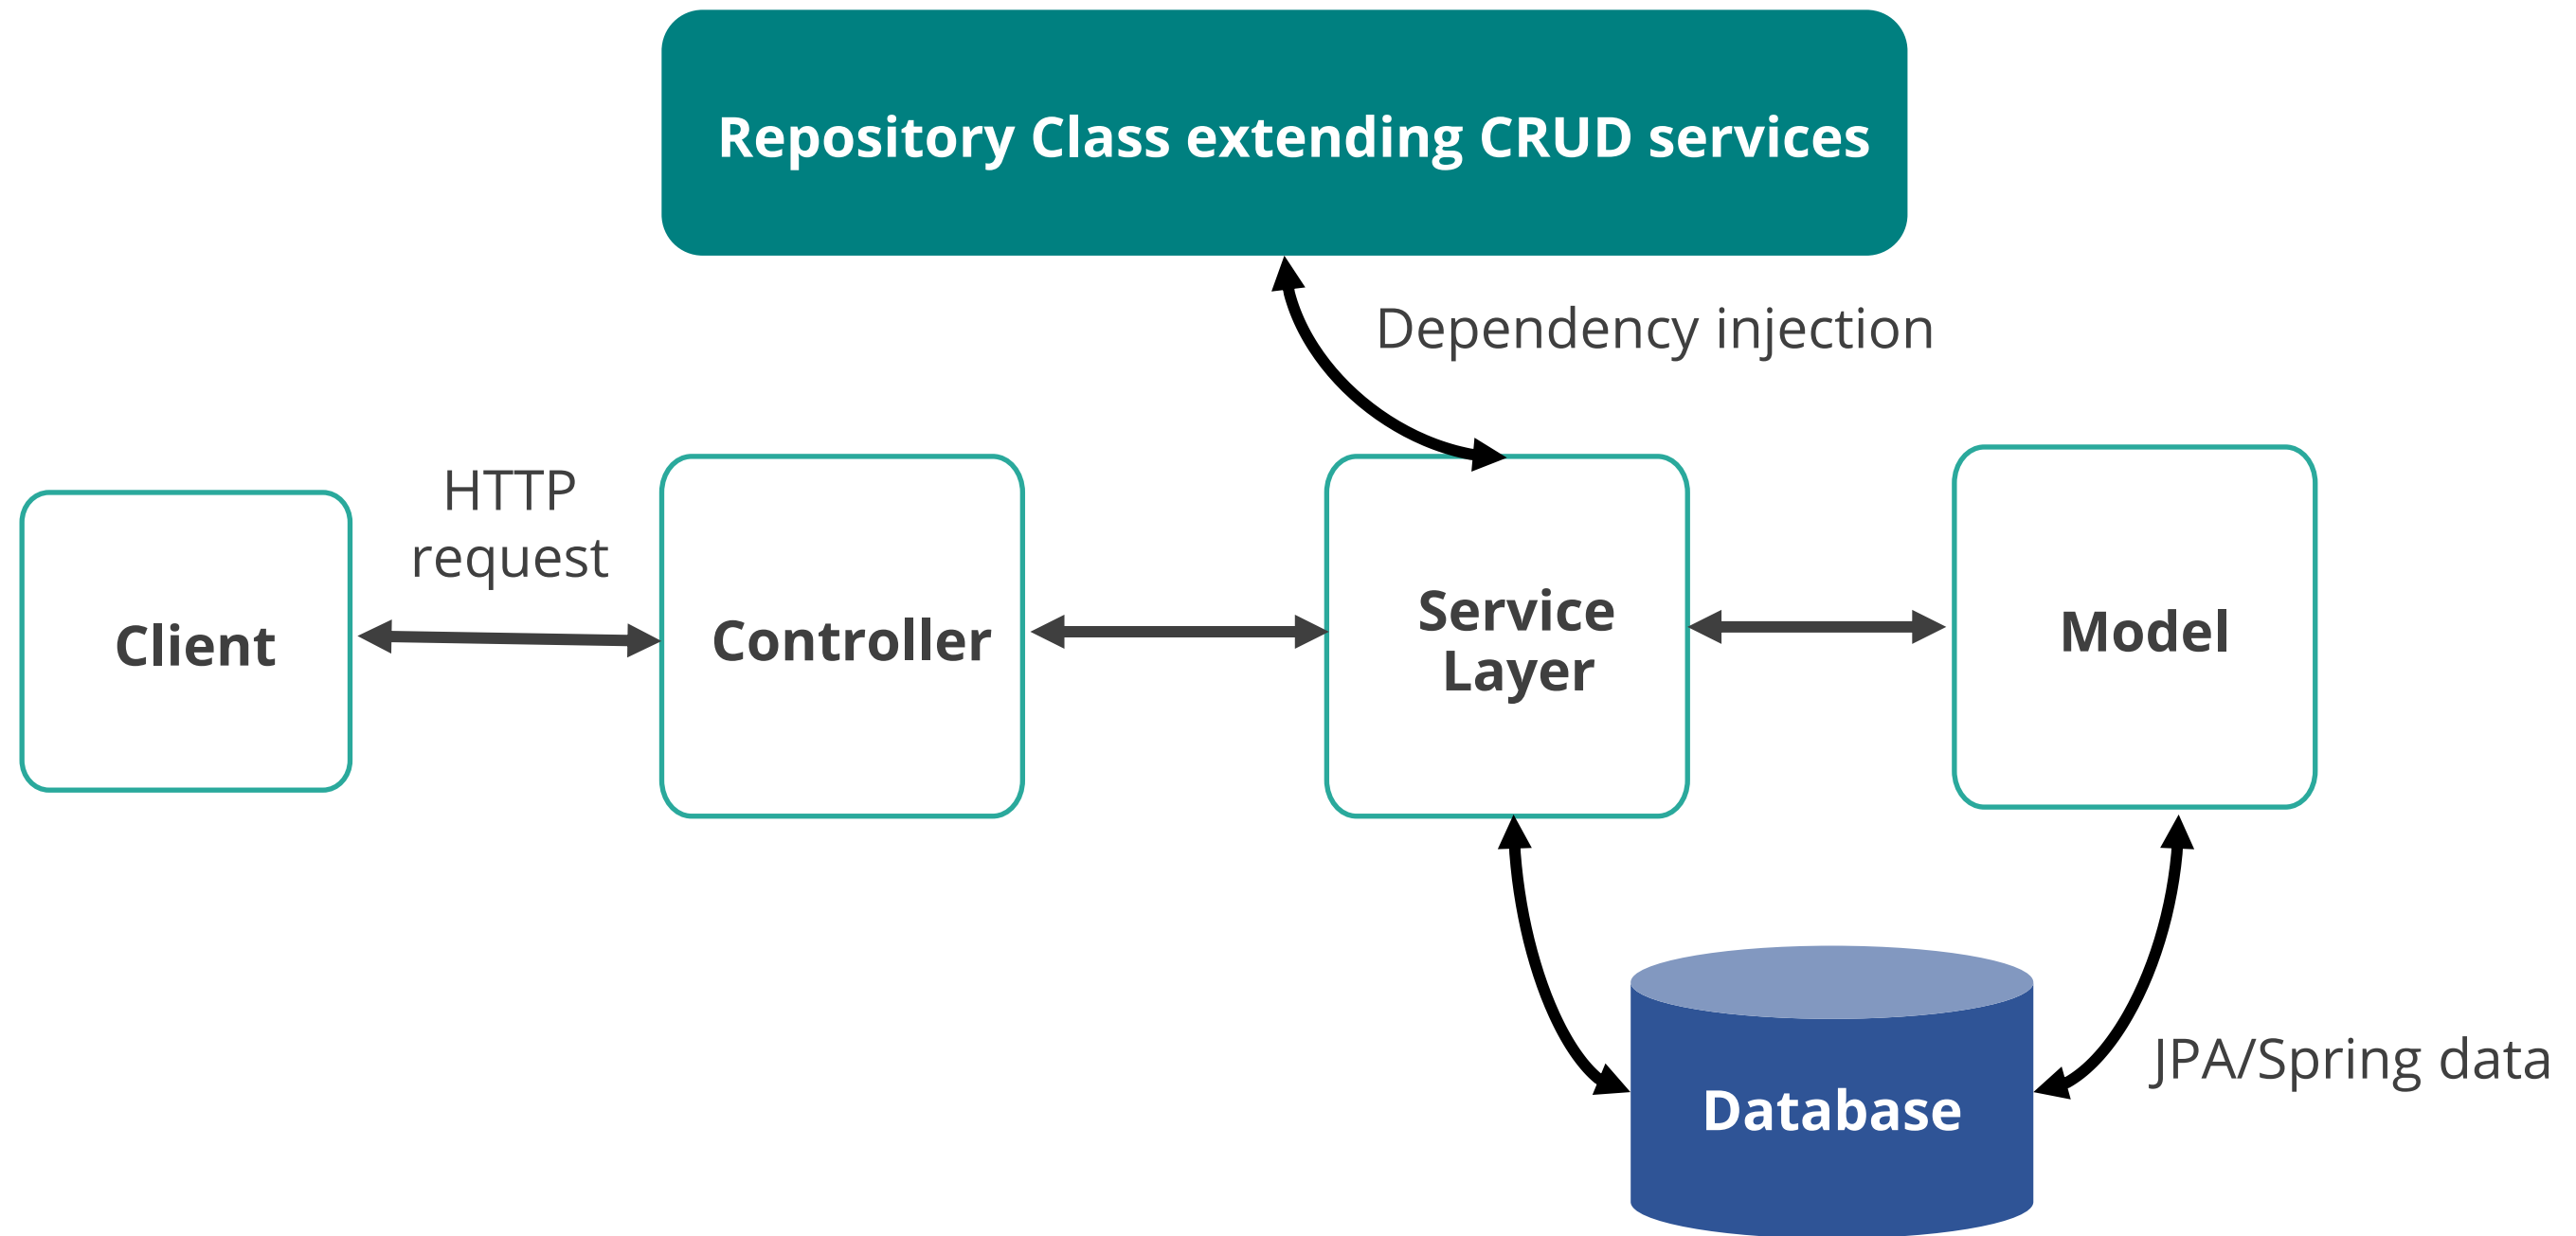 Repository Class extending CRUD services
Dependency injection
HTTP
request
Client
Controller
Service
Layer
Model
Database
JPA/Spring data